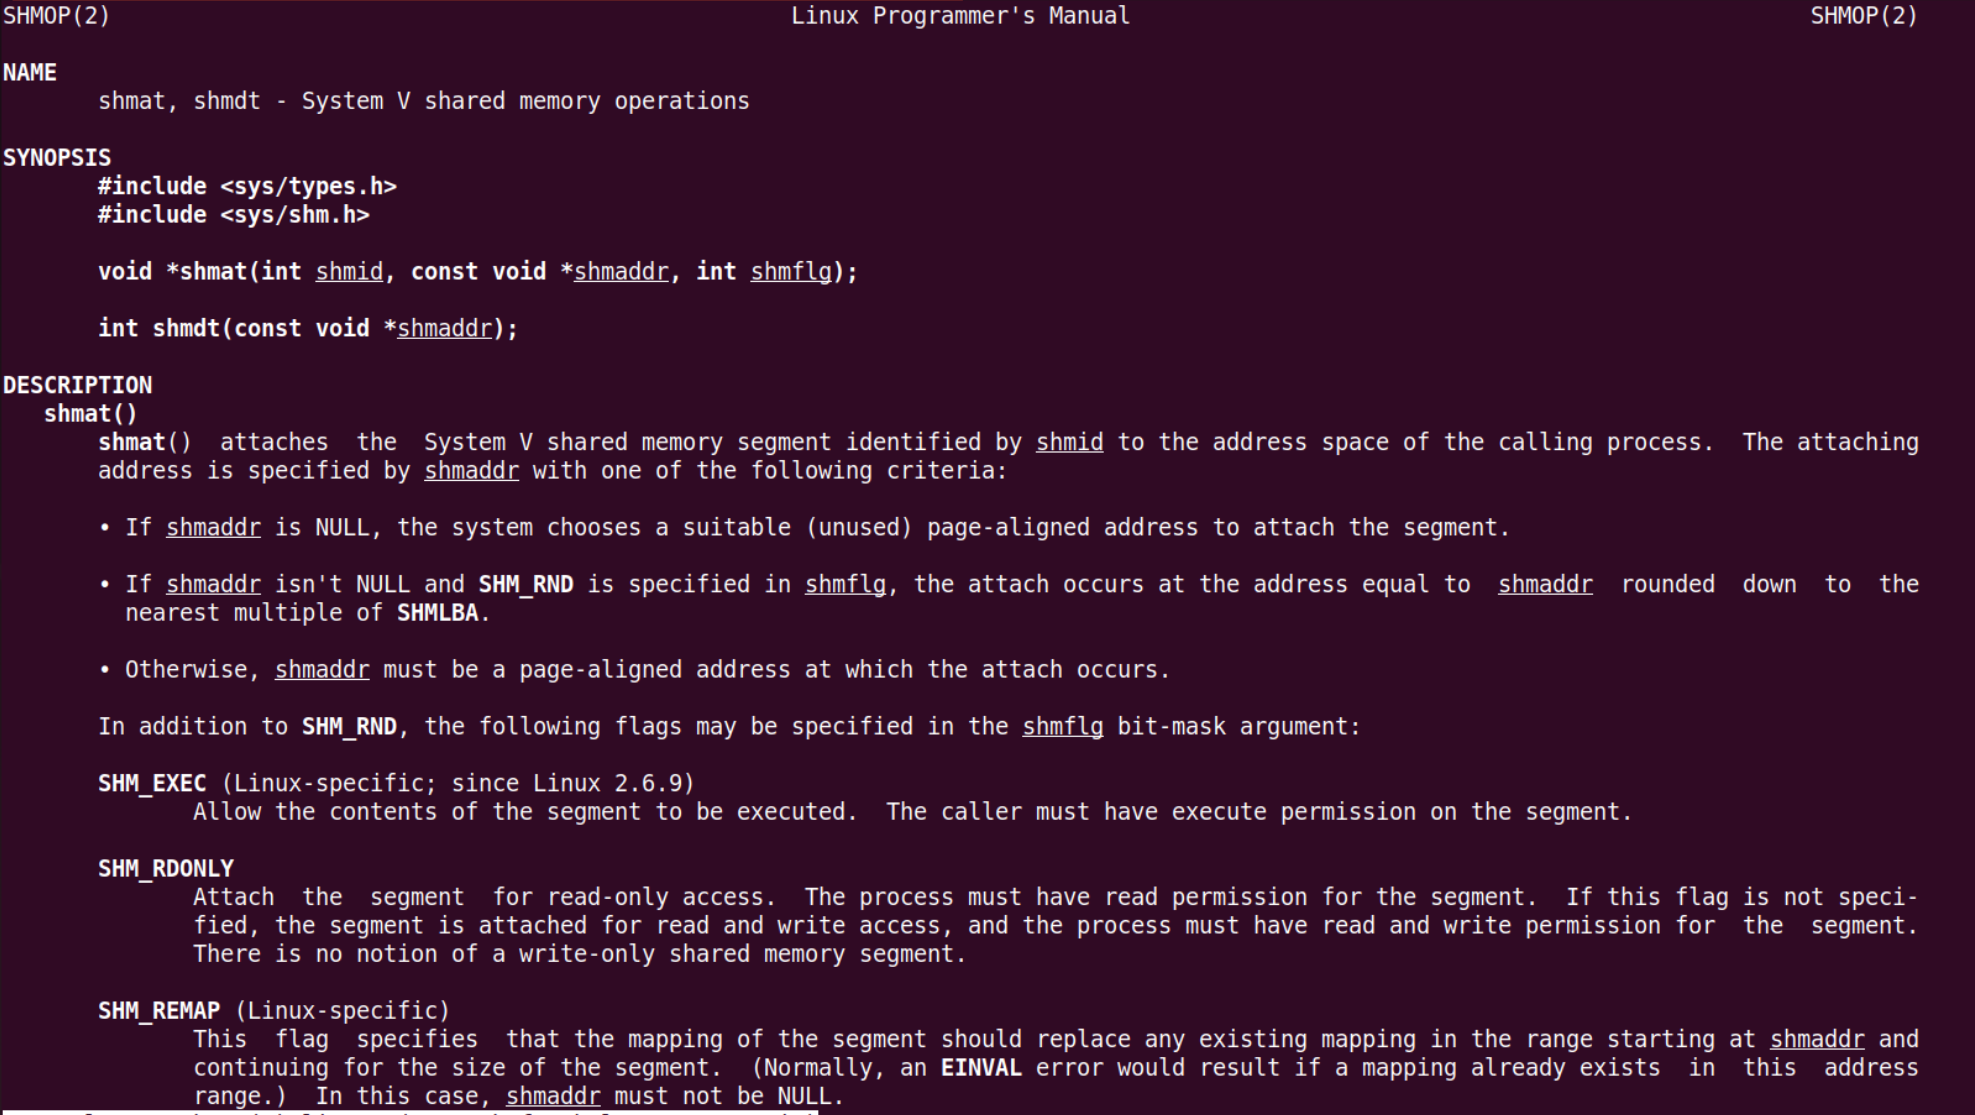 SHMOP(2) Linux Programmer's Manual SHMOP(2)
NAME
shmat, shmdt - System V shared memory operations
SYNOPSIS
#include <sys/types.h>
#include <sys/shm.h>
void *shmat(int shmid, const void *shmaddr, int shmflg);
int shmdt(const void *shmaddr);
DESCRIPTION
shmat()
shmat() attaches the System V shared memory segment identified by shmid to the address space of the calling process. The attaching
address is specified by shmaddr with one of the following criteria:
• If shmaddr is NULL, the system chooses a suitable (unused) page-aligned address to attach the segment.
• If shmaddr isn't NULL and SHM_RND is specified in shmflg, the attach occurs at the address equal to shmaddr rounded down to the
nearest multiple of SHMLBA.
• Otherwise, shmaddr must be a page-aligned address at which the attach occurs.
In addition to SHM_RND, the following flags may be specified in the shmflg bit-mask argument:
SHM_EXEC (Linux-specific; since Linux 2.6.9)
Allow the contents of the segment to be executed. The caller must have execute permission on the segment.
SHM_RDONLY
Attach the segment for read-only access. The process must have read permission for the segment. If this flag is not speci-
fied, the segment is attached for read and write access, and the process must have read and write permission for the segment.
There is no notion of a write-only shared memory segment.
SHM_REMAP (Linux-specific)
This flag specifies that the mapping of the segment should replace any existing mapping in the range starting at shmaddr and
continuing for the size of the segment. (Normally, an EINVAL error would result if a mapping already exists in this address
range.) In this case, shmaddr must not be NULL.